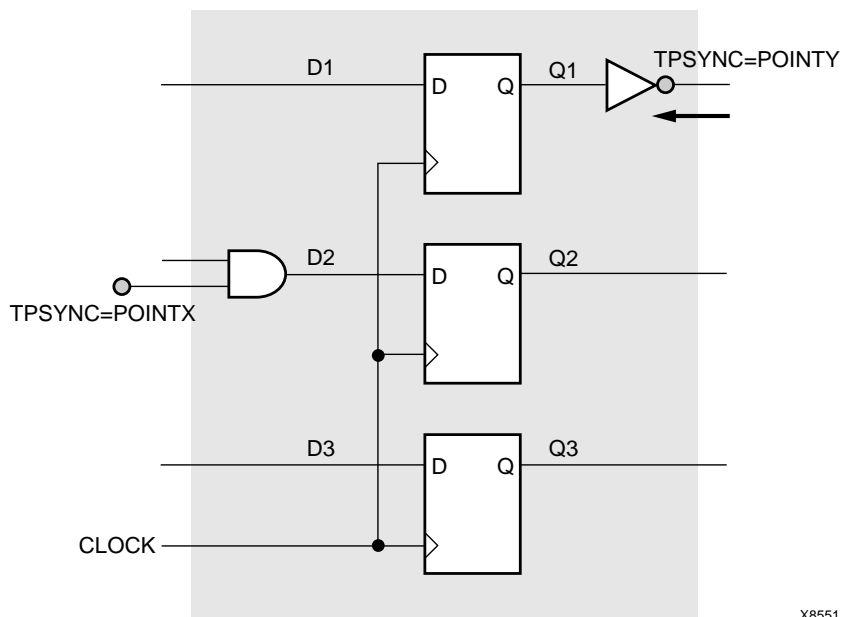 D1
D
Q
Q1
TPSYNC=POINTY
D2
D
Q
Q2
TPSYNC=POINTX
D3
D
Q
Q3
CLOCK
X8551